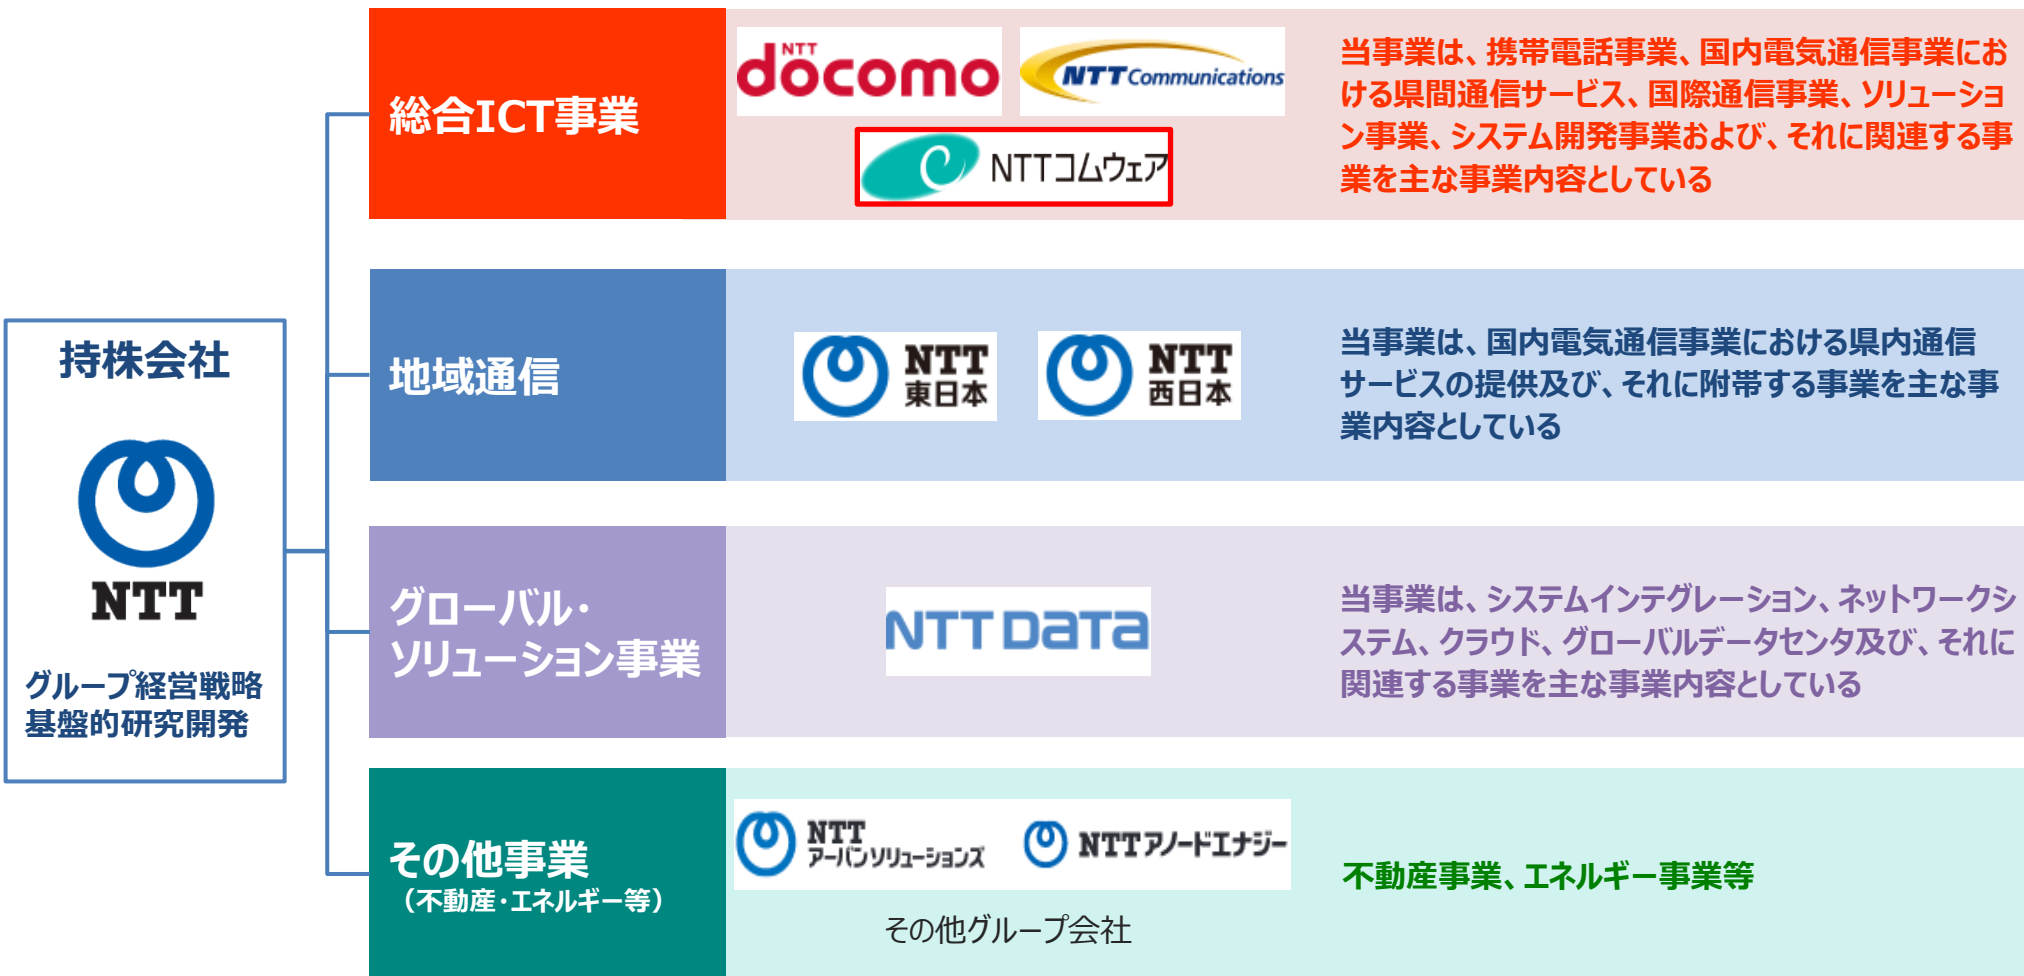 持株会社
NTT
グループ経営戦略
基盤的研究開発
総合ICT事業
NTT
döcomo
NTT Communications
NTTコムウェア
当事業は、携帯電話事業、国内電気通信事業にお
ける県間通信サービス、国際通信事業、ソリューショ
ン事業、システム開発事業および、それに関連する事
業を主な事業内容としている
地域通信
NTT
東日本
NTT
西日本
当事業は、国内電気通信事業における県内通信
サービスの提供及び、それに附帯する事業を主な事
業内容としている
グローバル・
ソリューション事業
NTT DATA
当事業は、システムインテグレーション、ネットワークシ
ステム、クラウド、グローバルデータセンタ及び、それに
関連する事業を主な事業内容としている
その他事業
（不動産・エネルギー等）
NTT
アーバンソリューションズ
NTTアノードエナジー
その他グループ会社
不動産事業、エネルギー事業等